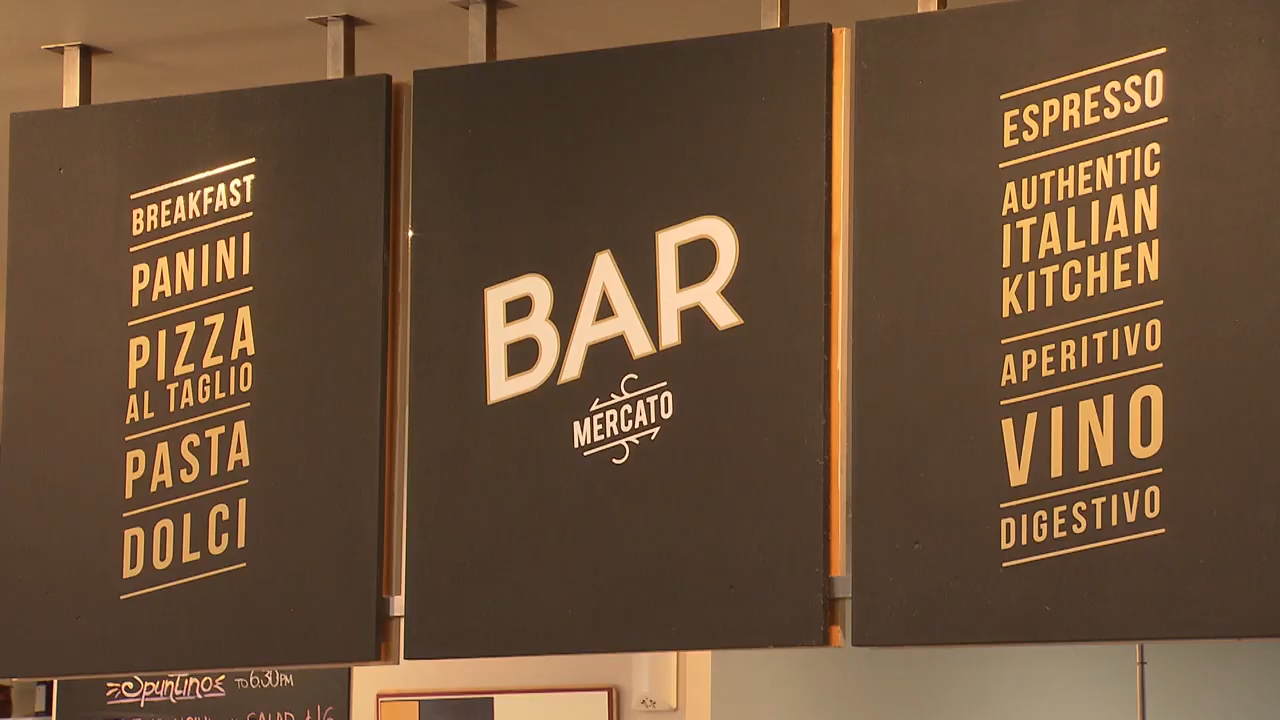 BREAKFAST
PANINI
PIZZA
AL TAGLIO
PASTA
DOLCI
BAR
MERCATO
ESPRESSO
AUTHENTIC
ITALIAN
KITCHEN
APERITIVO
VINO
DIGESTIVO
Spuntino TO 6.30PM
SALAD